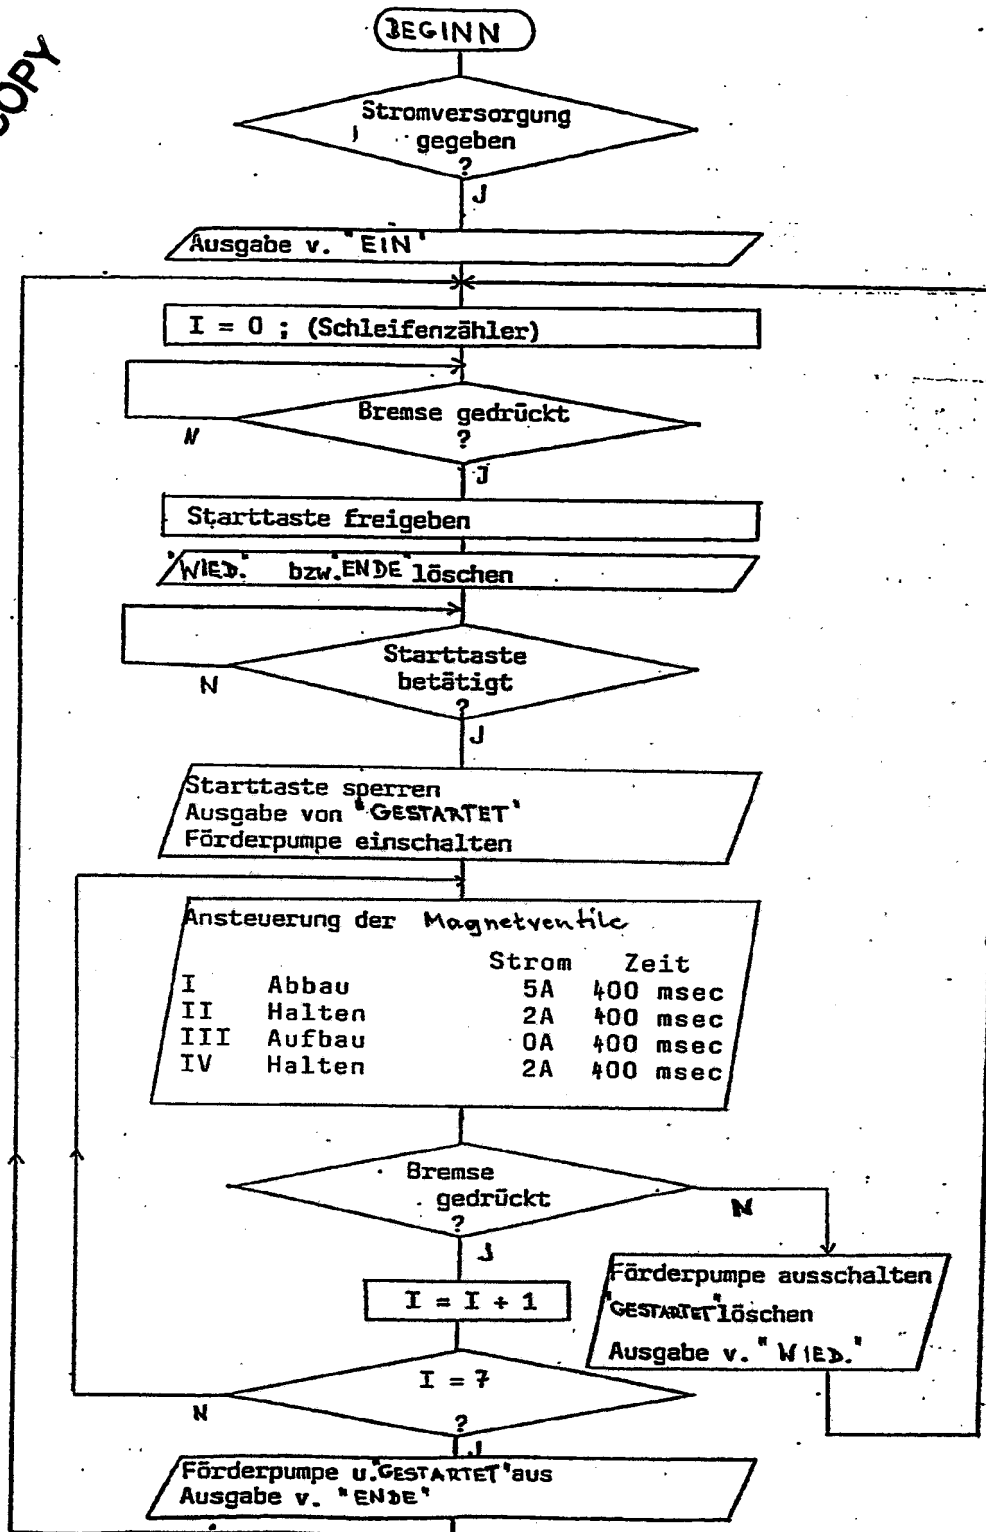 COPY
BEGINN
Stromversorgung
gegeben
?
J
Ausgabe v. "EIN"
I = 0 ; (Schleifenzähler)
Bremse gedrückt
?
N
J
Starttaste freigeben
"WIED." bzw. "ENDE" löschen
Starttaste
betätigt
?
N
J
Starttaste sperren
Ausgabe von "GESTARTET"
Förderpumpe einschalten
Ansteuerung der Magnetventile
Strom Zeit
I Abbau 5A 400 msec
II Halten 2A 400 msec
III Aufbau 0A 400 msec
IV Halten 2A 400 msec
Bremse
gedrückt
?
N
J
Förderpumpe ausschalten
"GESTARTET" löschen
Ausgabe v. "WIED."
I = I + 1
I = 7
?
N
J
Förderpumpe u. "GESTARTET" aus
Ausgabe v. "ENDE"